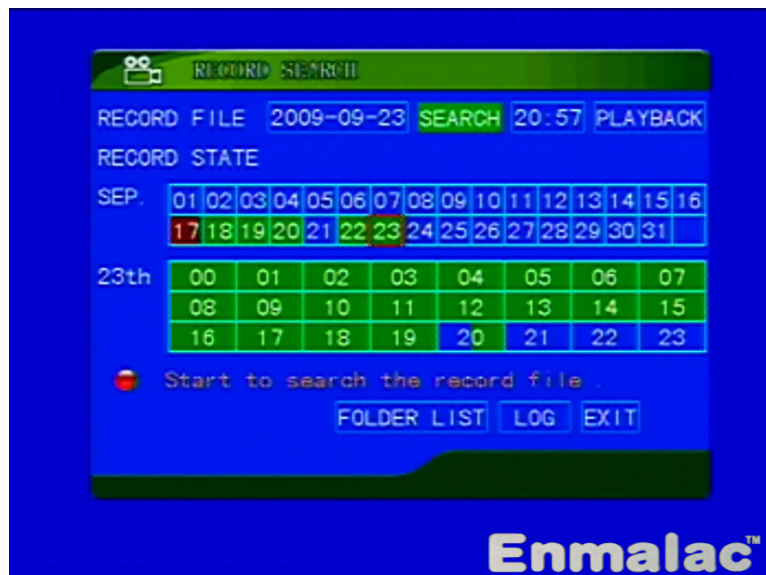 RECORD SEARCH
RECORD FILE 2009-09-23 SEARCH 20:57 PLAYBACK
RECORD STATE
SEP. 01 02 03 04 05 06 07 08 09 10 11 12 13 14 15 16
17 18 19 20 21 22 23 24 25 26 27 28 29 30 31
23th 00 01 02 03 04 05 06 07
08 09 10 11 12 13 14 15
16 17 18 19 20 21 22 23
Start to search the record file .
FOLDER LIST LOG EXIT
Enmalac™